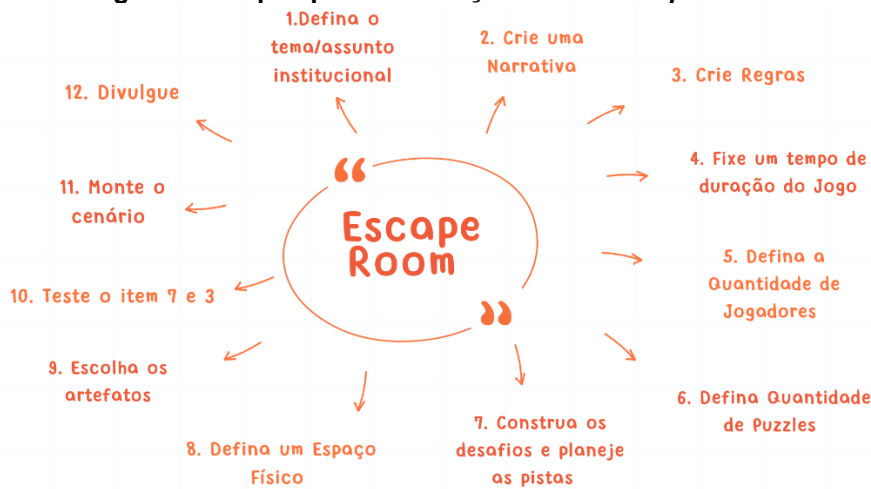 1.Defina o
tema/assunto
institucional
2. Crie uma
Narrativa
3. Crie Regras
4. Fixe um tempo de
duração do Jogo
5. Defina a
Quantidade de
Jogadores
6. Defina Quantidade
de Puzzles
7. Construa os
desafios e planeje
as pistas
8. Defina um Espaço
Físico
9. Escolha os
artefatos
10. Teste o item 7 e 3
11. Monte o
cenário
12. Divulgue
“
Escape
Room
”